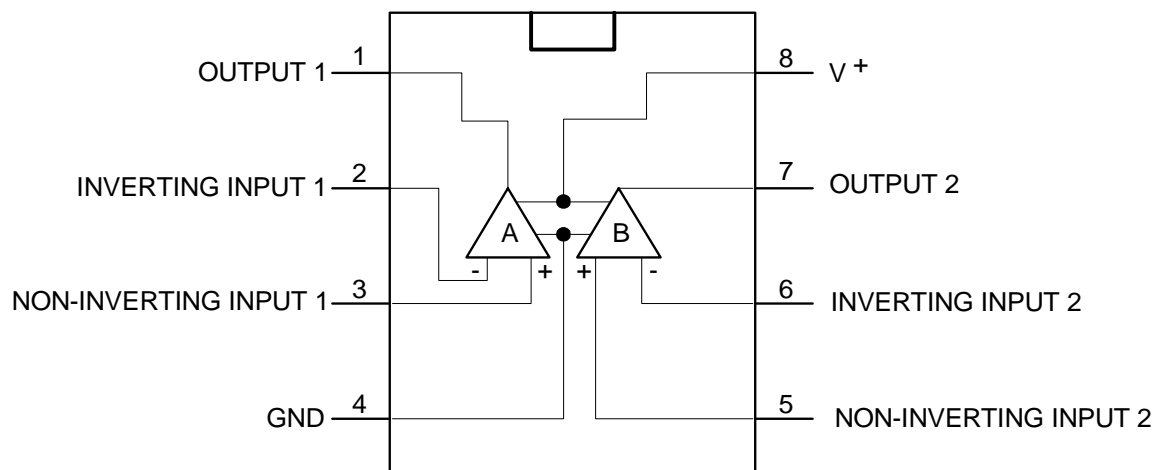 OUTPUT 1 1
8 V +
INVERTING INPUT 1 2
7 OUTPUT 2
A
B
- + + -
NON-INVERTING INPUT 1 3
6 INVERTING INPUT 2
GND 4
5 NON-INVERTING INPUT 2